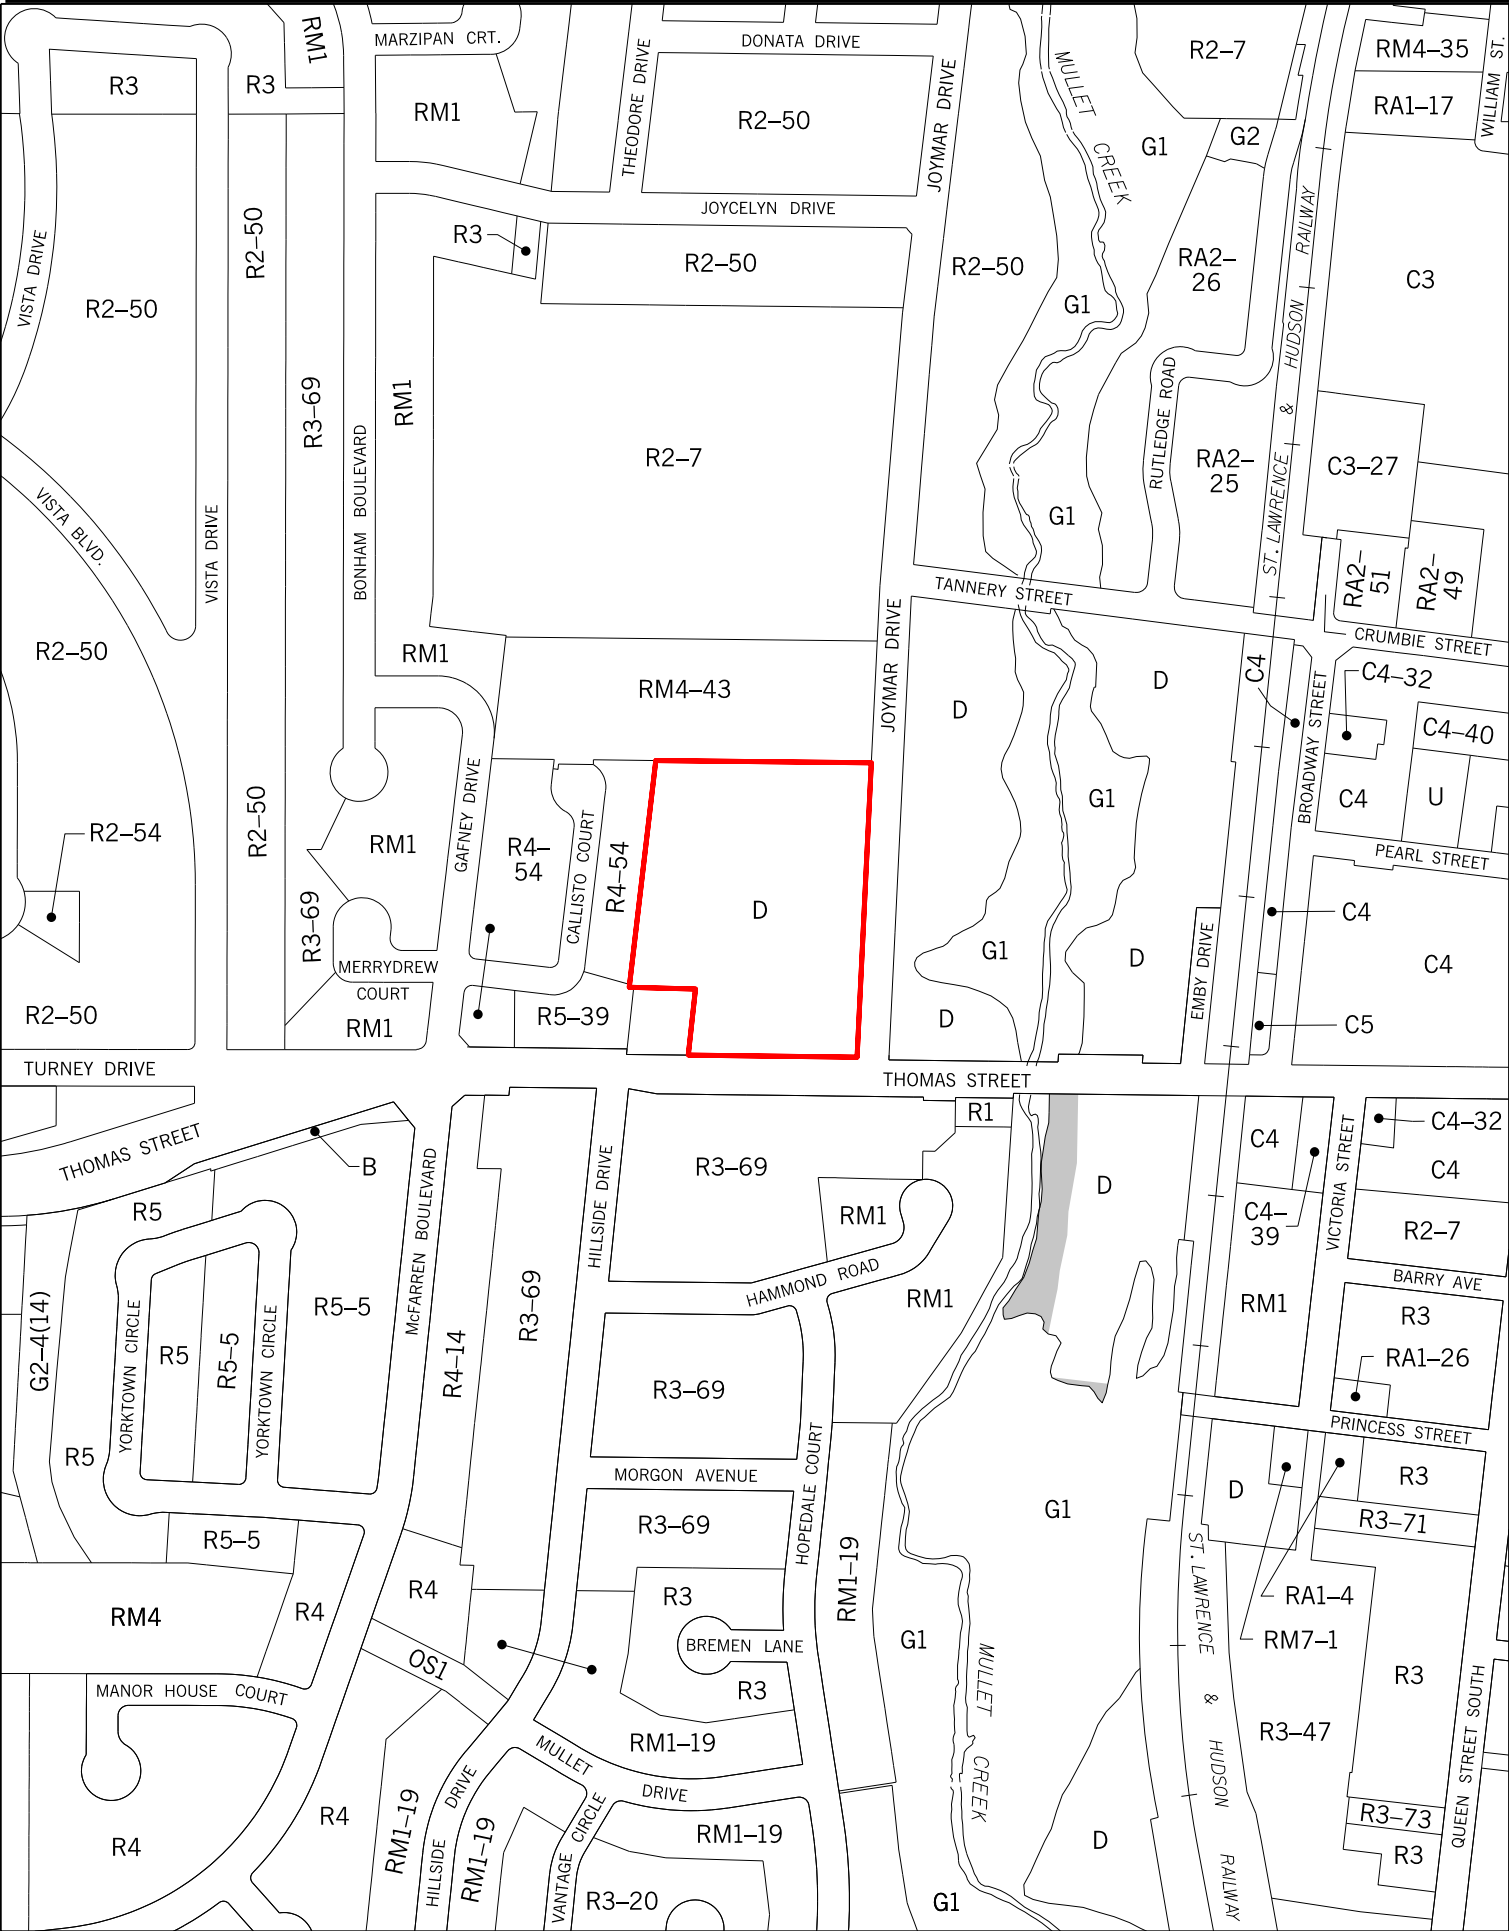 RM1
MARZIPAN CRT.
DONATA DRIVE
R2–7
RM4–35
WILLIAM ST.
R3
R3
RM1
THEODORE DRIVE
R2–50
JOYMAR DRIVE
MULLET CREEK
G1
G2
RA1–17
JOYCELYN DRIVE
VISTA DRIVE
R2–50
R3
R2–50
R2–50
G1
RA2–
26
ST. LAWRENCE & HUDSON RAILWAY
C3
R2–50
R3–69
BONHAM BOULEVARD
RM1
R2–7
RUTLEDGE ROAD
RA2–
25
C3–27
VISTA BLVD.
VISTA DRIVE
G1
RA2–
51
RA2–
49
TANNERY STREET
CRUMBIE STREET
R2–50
RM1
RM4–43
JOYMAR DRIVE
D
D
C4
BROADWAY STREET
C4–32
C4–40
R2–54
R2–50
RM1
GAFNEY DRIVE
R4–
54
CALLISTO COURT
R4–54
G1
C4
U
PEARL STREET
R3–69
D
C4
MERRYDREW
COURT
G1
D
EMBY DRIVE
C4
R2–50
RM1
R5–39
D
C5
TURNEY DRIVE
THOMAS STREET
R1
C4
C4–32
VICTORIA STREET
THOMAS STREET
B
McFARREN BOULEVARD
HILLSIDE DRIVE
R3–69
D
C4
R5
RM1
C4–
39
R2–7
HAMMOND ROAD
BARRY AVE
G2–4(14)
YORKTOWN CIRCLE
R5
R5–5
YORKTOWN CIRCLE
R5–5
R4–14
R3–69
RM1
RM1
R3
RA1–26
R3–69
PRINCESS STREET
R5
MORGON AVENUE
HOPEDALE COURT
D
R3
R5–5
R3–69
RM1–19
G1
R3–71
RM4
R4
R4
R3
RA1–4
ST. LAWRENCE & HUDSON RAILWAY
BREMEN LANE
G1
RM7–1
OS1
MANOR HOUSE COURT
R3
MULLET CREEK
R3
QUEEN STREET SOUTH
RM1–19
R3–47
MULLET DRIVE
R4
R4
RM1–19
HILLSIDE DRIVE
RM1–19
VANTAGE CIRCLE
RM1–19
D
R3–73
R3
R3–20
G1